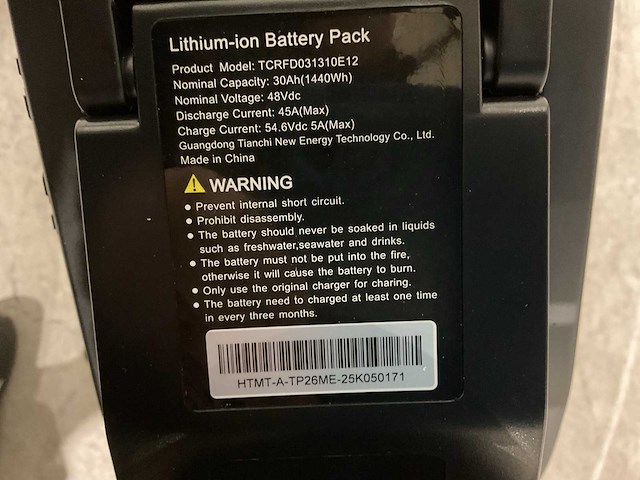 Lithium-ion Battery Pack
Product Model: TCRFD031310E12
Nominal Capacity: 30Ah(1440Wh)
Nominal Voltage: 48Vdc
Discharge Current: 45A(Max)
Charge Current: 54.6Vdc 5A(Max)
Guangdong Tianchi New Energy Technology Co., Ltd.
Made in China
WARNING
● Prevent internal short circuit.
● Prohibit disassembly.
● The battery should never be soaked in liquids
such as freshwater,seawater and drinks.
● The battery must not be put into the fire,
otherwise it will cause the battery to burn.
● Only use the original charger for charing.
● The battery need to charged at least one time
in every three months.
HTMT-A-TP26ME-25K050171